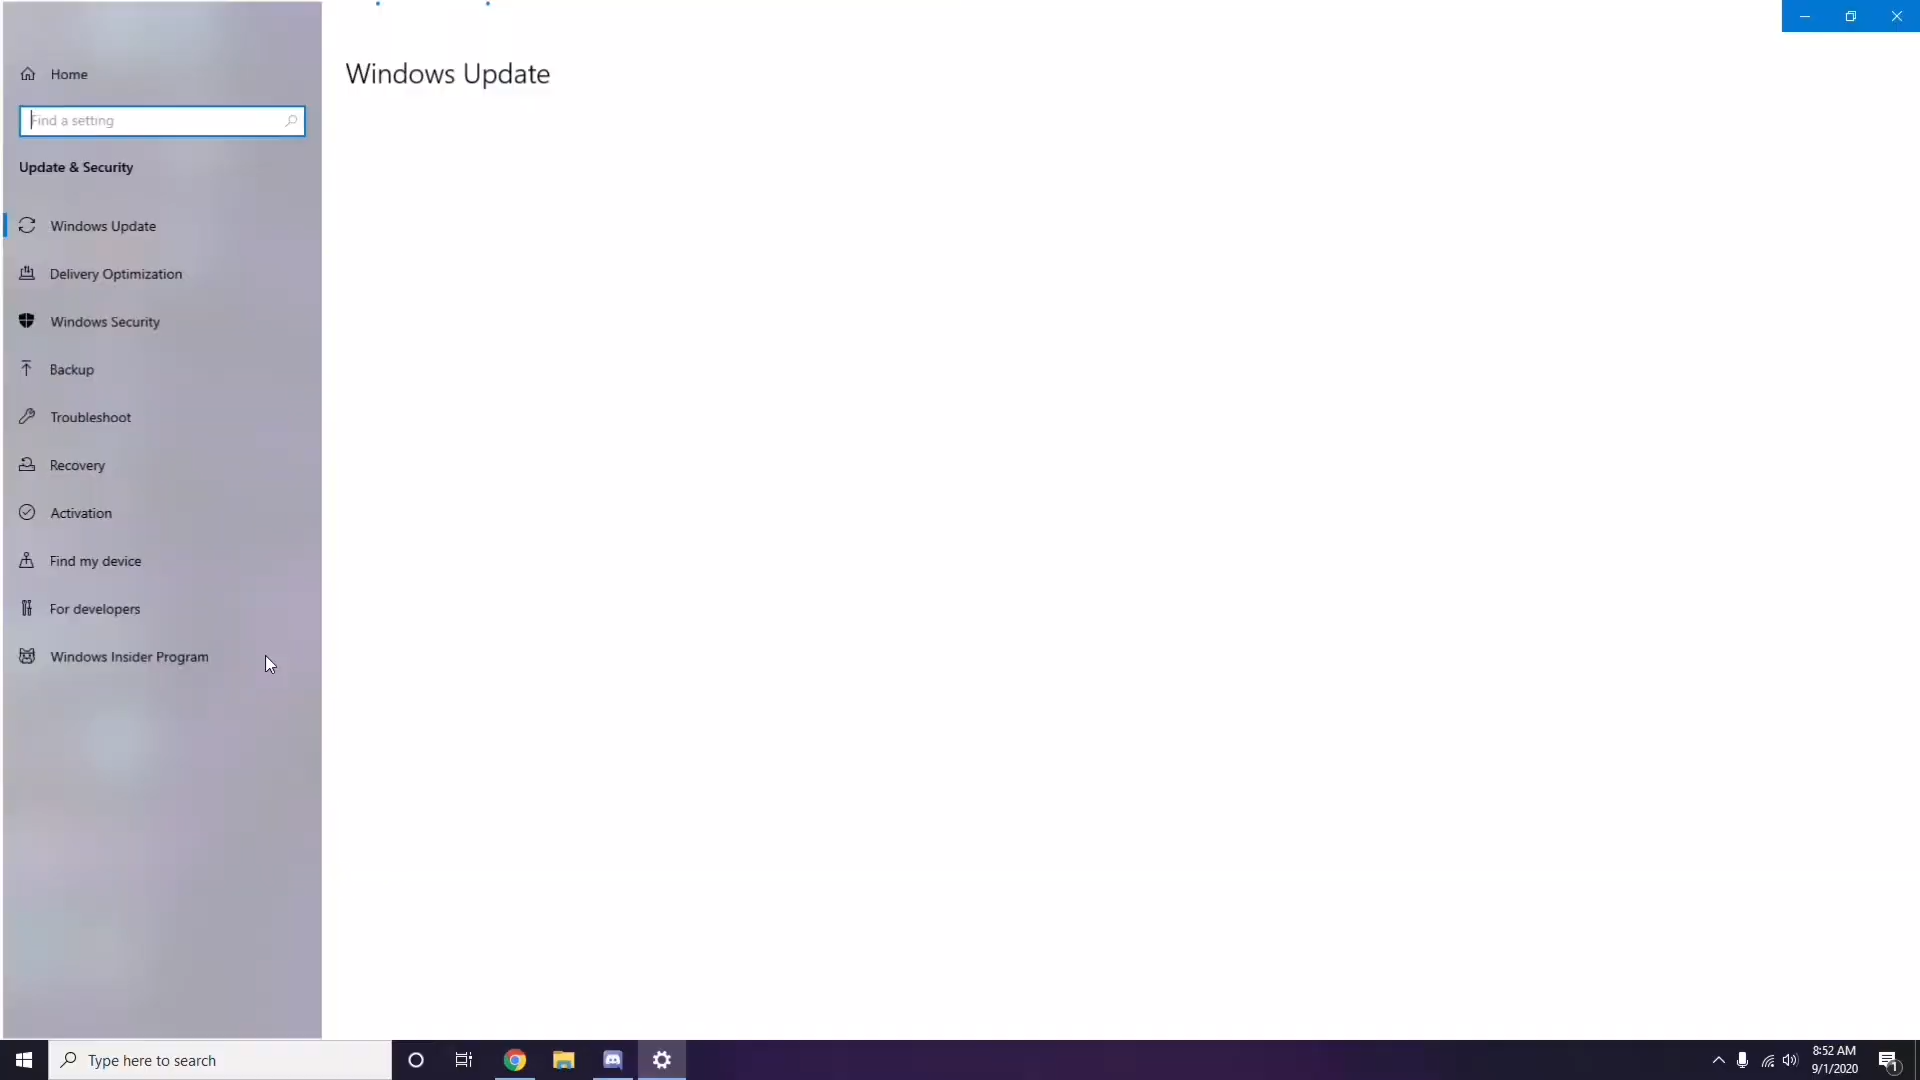 Home
Find a setting
Update & Security
Windows Update
Delivery Optimization
Windows Security
Backup
Troubleshoot
Recovery
Activation
Find my device
For developers
Windows Insider Program
Windows Update
Type here to search
8:52 AM
9/1/2020
1